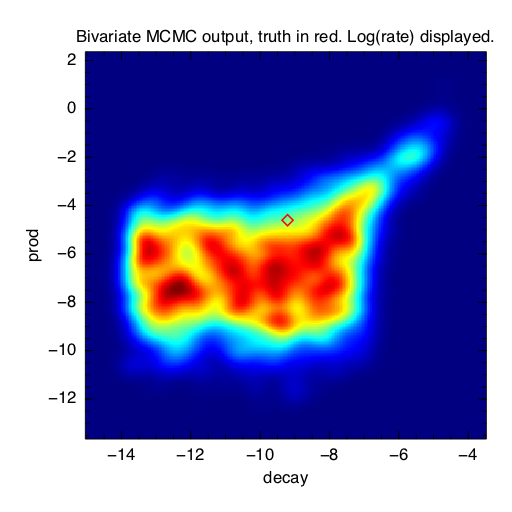 Bivariate MCMC output, truth in red. Log(rate) displayed.
2
0
−2
−4
−6
−8
−10
−12
prod
−14 −12 −10 −8 −6 −4
decay